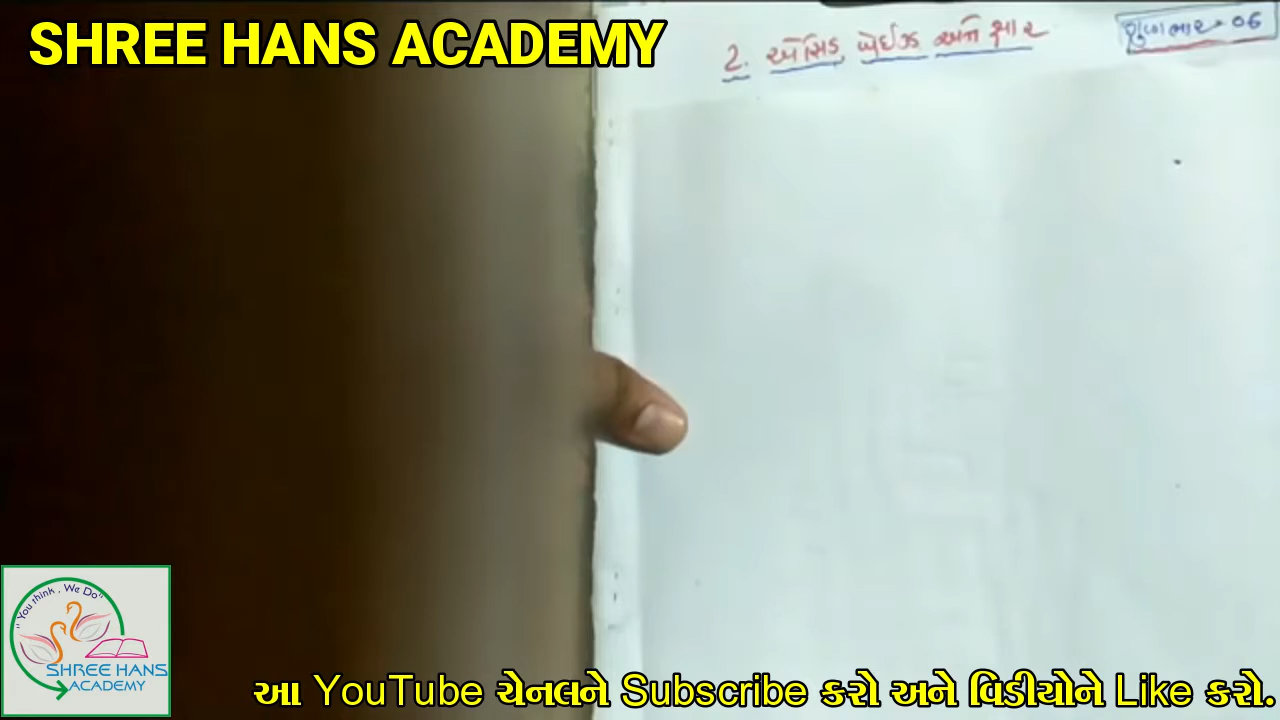 SHREE HANS ACADEMY
2. એસિડ, બેઇઝ અને ક્ષાર
ગુણભાર → 06
"You think, We Do"
SHREE HANS
ACADEMY
આ YouTube ચેનલને Subscribe કરો અને વિડીયોને Like કરો.